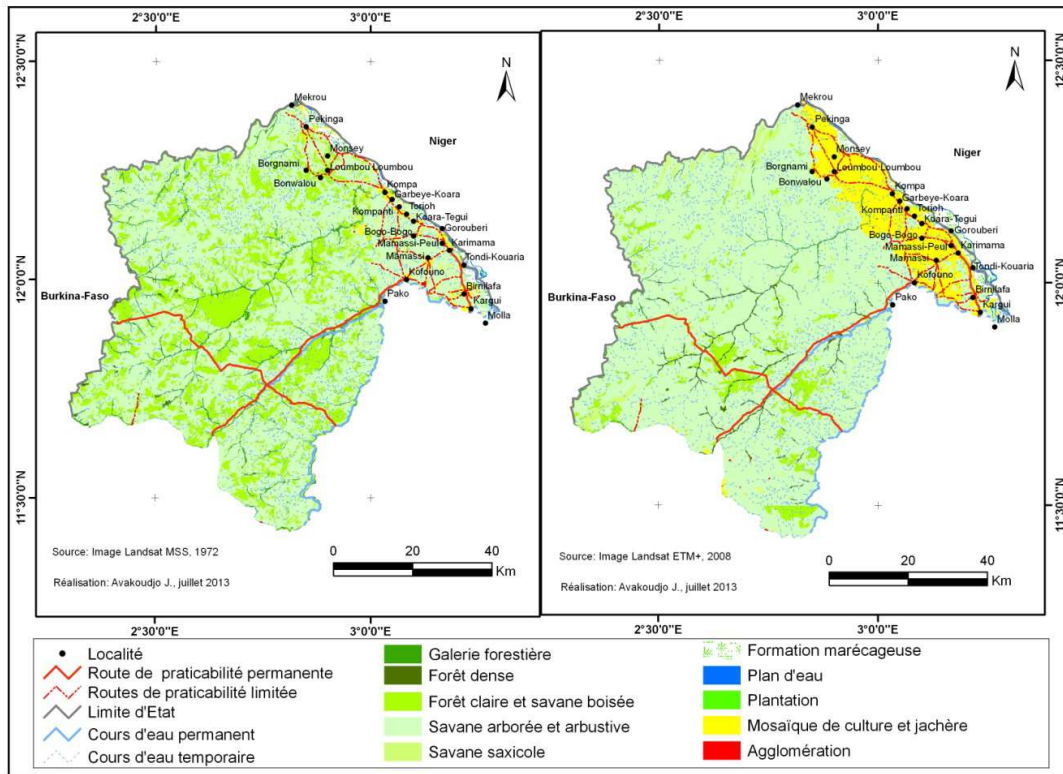 2°30'0"E 3°0'0"E
12°30'0"N
12°0'0"N
11°30'0"N
N
Mekrou
Pekinga
Niger
Monsey
Borgnami
Loumbou Loumbou
Bonwalou
Kompa
Garbeye-Koara
Kompanti
Torioh
Koara-Tegui
Gorouberi
Bogo-Bogo
Mamassi-Peul
Karimama
Mamassi
Tondi-Kouaria
Kofouno
Burkina-Faso
Birnilafa
Pako
Kargui
Molla
Source: Image Landsat MSS, 1972
Réalisation: Avakoudjo J., juillet 2013
0 20 40
Km
2°30'0"E 3°0'0"E
2°30'0"E 3°0'0"E
N
Mekrou
Pekinga
Niger
Monsey
Borgnami
Loumbou Loumbou
Bonwalou
Kompa
Garbeye-Koara
Kompanti
Torioh
Koara-Tegui
Gorouberi
Bogo-Bogo
Mamassi-Peul
Karimama
Mamassi
Tondi-Kouaria
Kofouno
Burkina-Faso
Birnilafa
Pako
Kargui
Molla
12°30'0"N
12°0'0"N
11°30'0"N
Source: Image Landsat ETM+, 2008
Réalisation: Avakoudjo J., juillet 2013
0 20 40
Km
2°30'0"E 3°0'0"E
Localité
Route de praticabilité permanente
Routes de praticabilité limitée
Limite d'Etat
Cours d'eau permanent
Cours d'eau temporaire
Galerie forestière
Forêt dense
Forêt claire et savane boisée
Savane arborée et arbustive
Savane saxicole
Formation marécageuse
Plan d'eau
Plantation
Mosaïque de culture et jachère
Agglomération